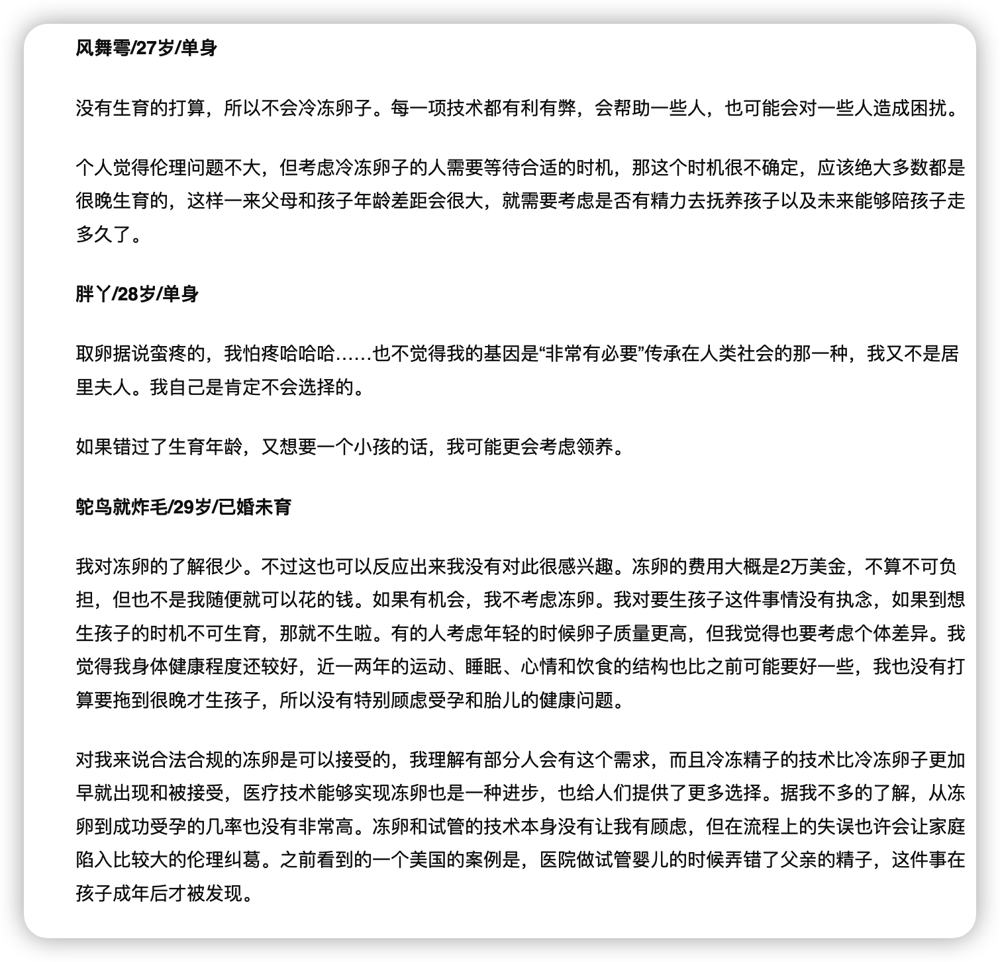 风舞雩/27岁/单身
没有生育的打算，所以不会冷冻卵子。每一项技术都有利有弊，会帮助一些人，也可能会对一些人造成困扰。
个人觉得伦理问题不大，但考虑冷冻卵子的人需要等待合适的时机，那这个时机很不确定，应该绝大多数都是
很晚生育的，这样一来父母和孩子年龄差距会很大，就需要考虑是否有精力去抚养孩子以及未来能够陪孩子走
多久了。
胖丫/28岁/单身
取卵据说蛮疼的，我怕疼哈哈哈……也不觉得我的基因是“非常有必要”传承在人类社会的那一种，我又不是居
里夫人。我自己是肯定不会选择的。
如果错过了生育年龄，又想要一个小孩的话，我可能更会考虑领养。
鸵鸟就炸毛/29岁/已婚未育
我对冻卵的了解很少。不过这也可以反应出来我没有对此很感兴趣。冻卵的费用大概是2万美金，不算不可负
担，但也不是我随便就可以花的钱。如果有机会，我不考虑冻卵。我对要生孩子这件事情没有执念，如果到想
生孩子的时机不可生育，那就不生啦。有的人考虑年轻的时候卵子质量更高，但我觉得也要考虑个体差异。我
觉得我身体健康程度还较好，近一两年的运动、睡眠、心情和饮食的结构也比之前可能要好一些，我也没有打
算要拖到很晚才生孩子，所以没有特别顾虑受孕和胎儿的健康问题。
对我来说合法合规的冻卵是可以接受的，我理解有部分人会有这个需求，而且冷冻精子的技术比冷冻卵子更加
早就出现和被接受，医疗技术能够实现冻卵也是一种进步，也给人们提供了更多选择。据我不多的了解，从冻
卵到成功受孕的几率也没有非常高。冻卵和试管的技术本身没有让我有顾虑，但在流程上的失误也许会让家庭
陷入比较大的伦理纠葛。之前看到的一个美国的案例是，医院做试管婴儿的时候弄错了父亲的精子，这件事在
孩子成年后才被发现。